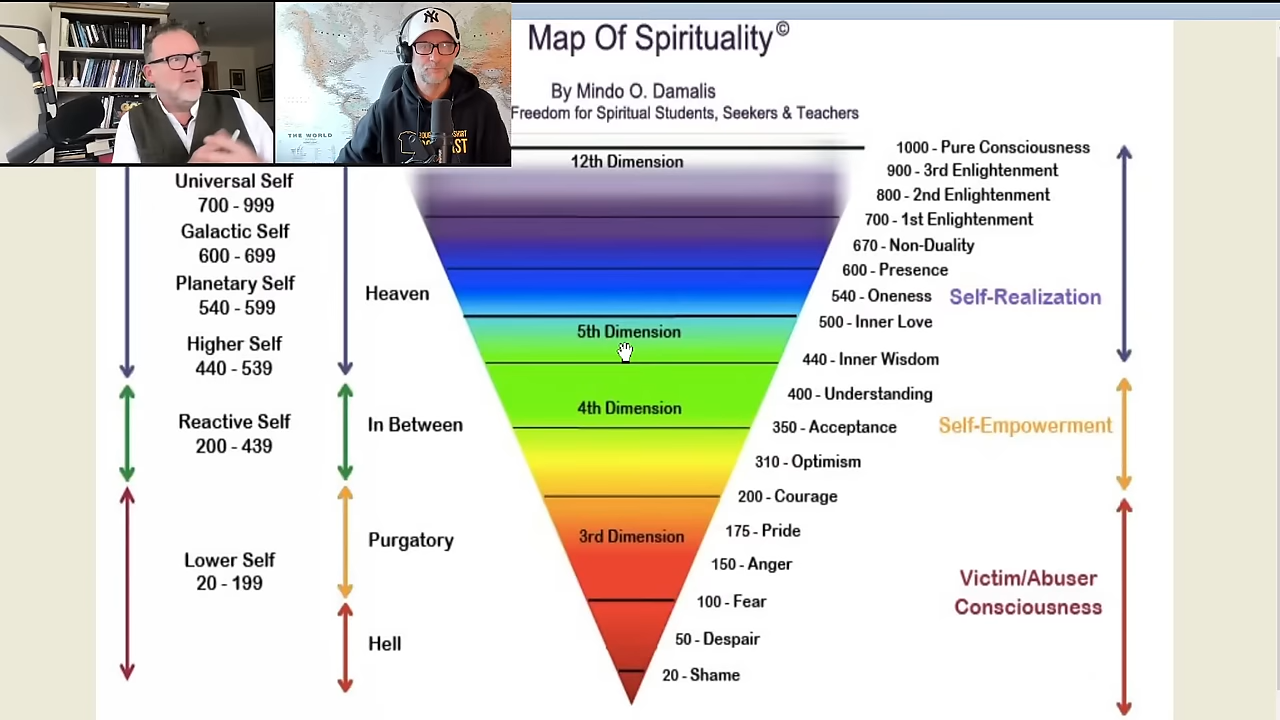 Map Of Spirituality©
By Mindo O. Damalis
Freedom for Spiritual Students, Seekers & Teachers
THE WORLD
NY
12th Dimension
5th Dimension
4th Dimension
3rd Dimension
Universal Self
700 - 999
Galactic Self
600 - 699
Planetary Self
540 - 599
Higher Self
440 - 539
Reactive Self
200 - 439
Lower Self
20 - 199
Heaven
In Between
Purgatory
Hell
1000 - Pure Consciousness
900 - 3rd Enlightenment
800 - 2nd Enlightenment
700 - 1st Enlightenment
670 - Non-Duality
600 - Presence
540 - Oneness
500 - Inner Love
440 - Inner Wisdom
400 - Understanding
350 - Acceptance
310 - Optimism
200 - Courage
175 - Pride
150 - Anger
100 - Fear
50 - Despair
20 - Shame
Self-Realization
Self-Empowerment
Victim/Abuser
Consciousness